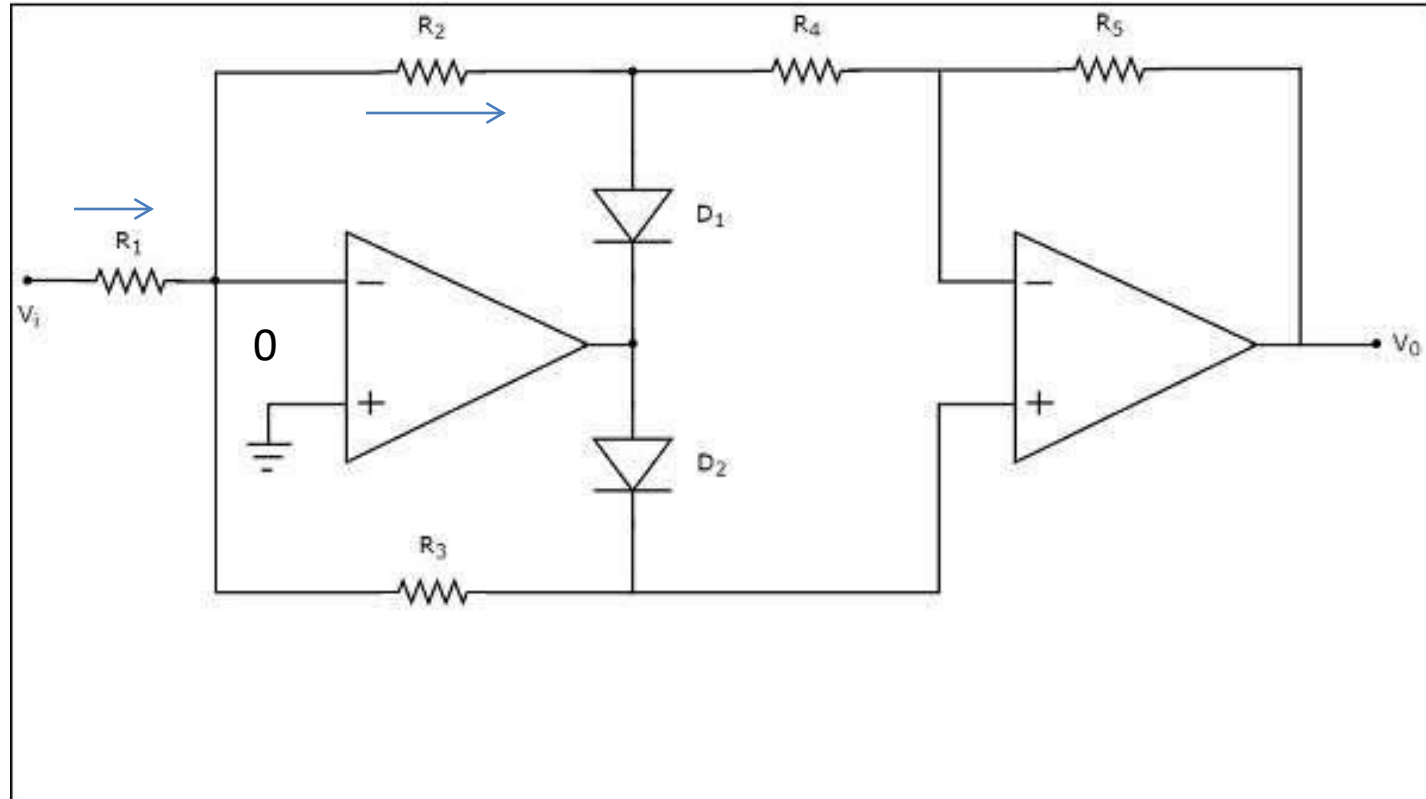 R₂
R₄
R₅
R₁
D₁
Vᵢ
−
−
0
V₀
+
+
D₂
R₃